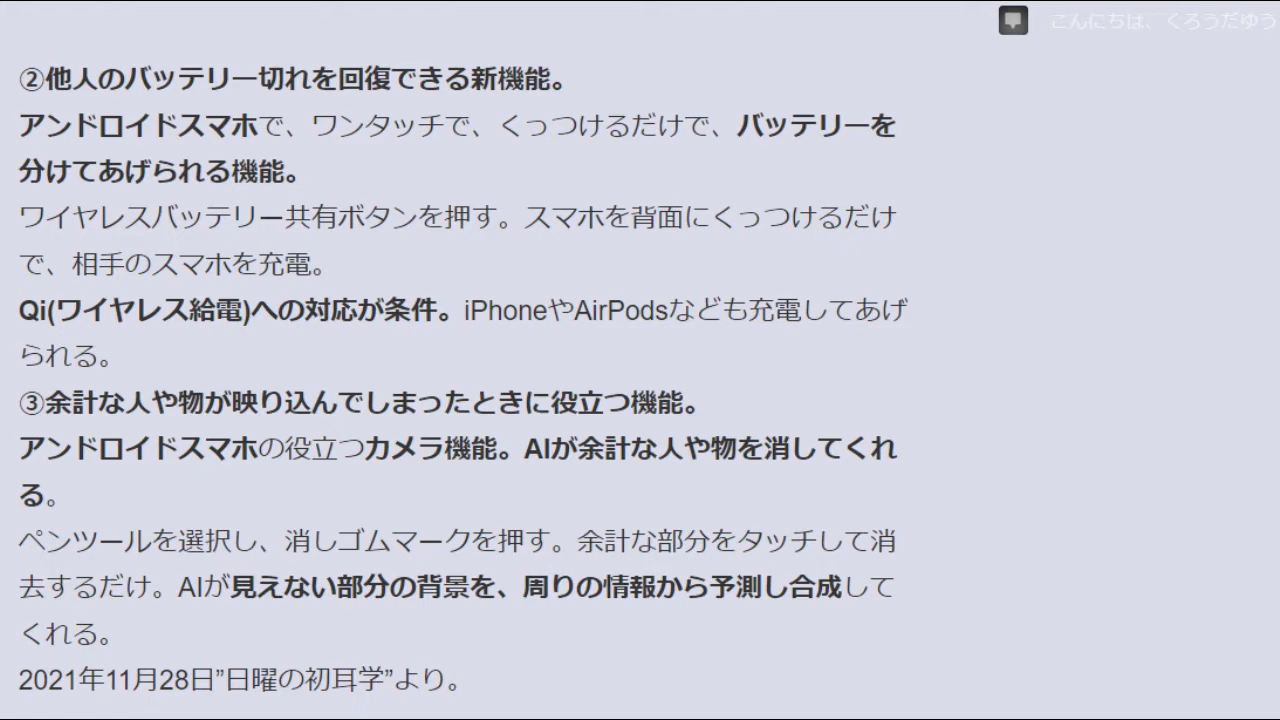 こんにちは、くろうだゆう
②他人のバッテリー切れを回復できる新機能。
アンドロイドスマホで、ワンタッチで、くっつけるだけで、バッテリーを
分けてあげられる機能。
ワイヤレスバッテリー共有ボタンを押す。スマホを背面にくっつけるだけ
で、相手のスマホを充電。
Qi(ワイヤレス給電)への対応が条件。iPhoneやAirPodsなども充電してあげ
られる。
③余計な人や物が映り込んでしまったときに役立つ機能。
アンドロイドスマホの役立つカメラ機能。AIが余計な人や物を消してくれ
る。
ペンツールを選択し、消しゴムマークを押す。余計な部分をタッチして消
去するだけ。AIが見えない部分の背景を、周りの情報から予測し合成して
くれる。
2021年11月28日”日曜の初耳学”より。